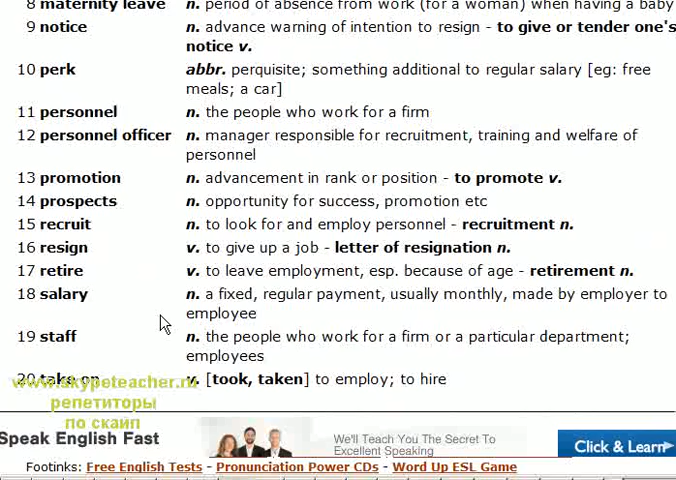 8 maternity leave n. period of absence from work (for a woman) when having a baby
9 notice n. advance warning of intention to resign - to give or tender one's
notice v.
10 perk abbr. perquisite; something additional to regular salary [eg: free
meals; a car]
11 personnel n. the people who work for a firm
12 personnel officer n. manager responsible for recruitment, training and welfare of
personnel
13 promotion n. advancement in rank or position - to promote v.
14 prospects n. opportunity for success, promotion etc
15 recruit n. to look for and employ personnel - recruitment n.
16 resign v. to give up a job - letter of resignation n.
17 retire v. to leave employment, esp. because of age - retirement n.
18 salary n. a fixed, regular payment, usually monthly, made by employer to
employee
19 staff n. the people who work for a firm or a particular department;
employees
20 take on v. [took, taken] to employ; to hire
www.skypeteacher.ru
репетиторы
по скайп
Speak English Fast
We'll Teach You The Secret To
Excellent Speaking
Click & Learn
Footinks: Free English Tests - Pronunciation Power CDs - Word Up ESL Game